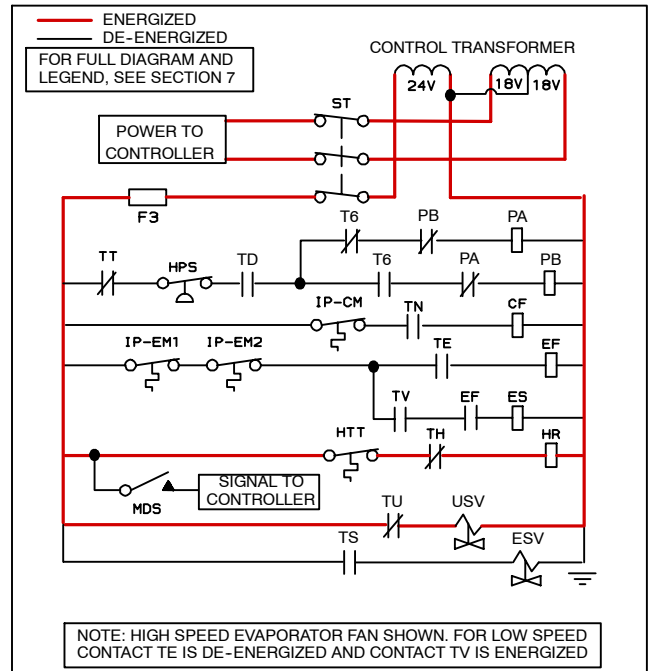 ENERGIZED
DE-ENERGIZED
FOR FULL DIAGRAM AND
LEGEND, SEE SECTION 7
CONTROL TRANSFORMER
24V
18V
18V
ST
POWER TO
CONTROLLER
F3
T6
PB
PA
TT
HPS
TD
T6
PA
PB
IP-CM
TN
CF
IP-EM1
IP-EM2
TE
EF
TV
EF
ES
HTT
TH
HR
MDS
SIGNAL TO
CONTROLLER
TU
USV
TS
ESV
NOTE: HIGH SPEED EVAPORATOR FAN SHOWN. FOR LOW SPEED
CONTACT TE IS DE-ENERGIZED AND CONTACT TV IS ENERGIZED